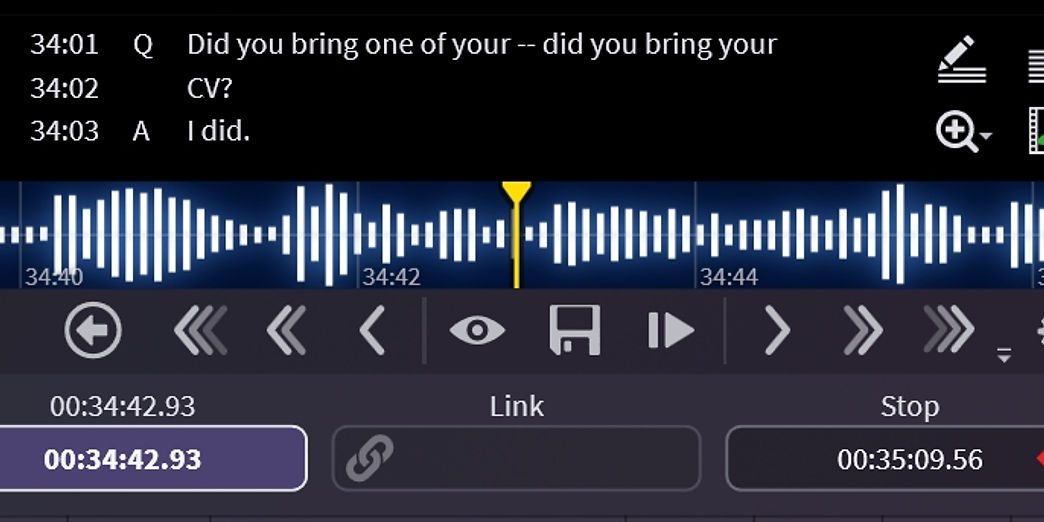 34:01 Q Did you bring one of your -- did you bring your
34:02 CV?
34:03 A I did.
34:40 34:42 34:44
00:34:42.93 Link Stop
00:34:42.93 00:35:09.56